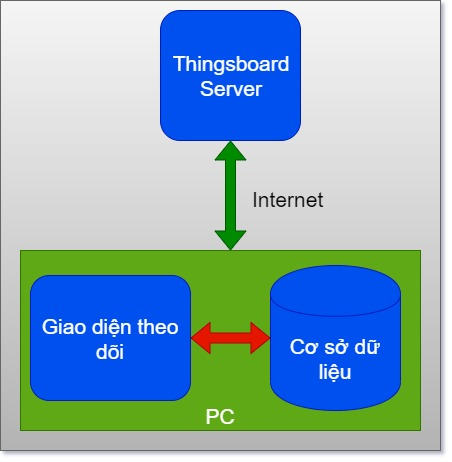 Thingsboard
Server
Internet
Giao diện theo
dõi
Cơ sở dữ
liệu
PC